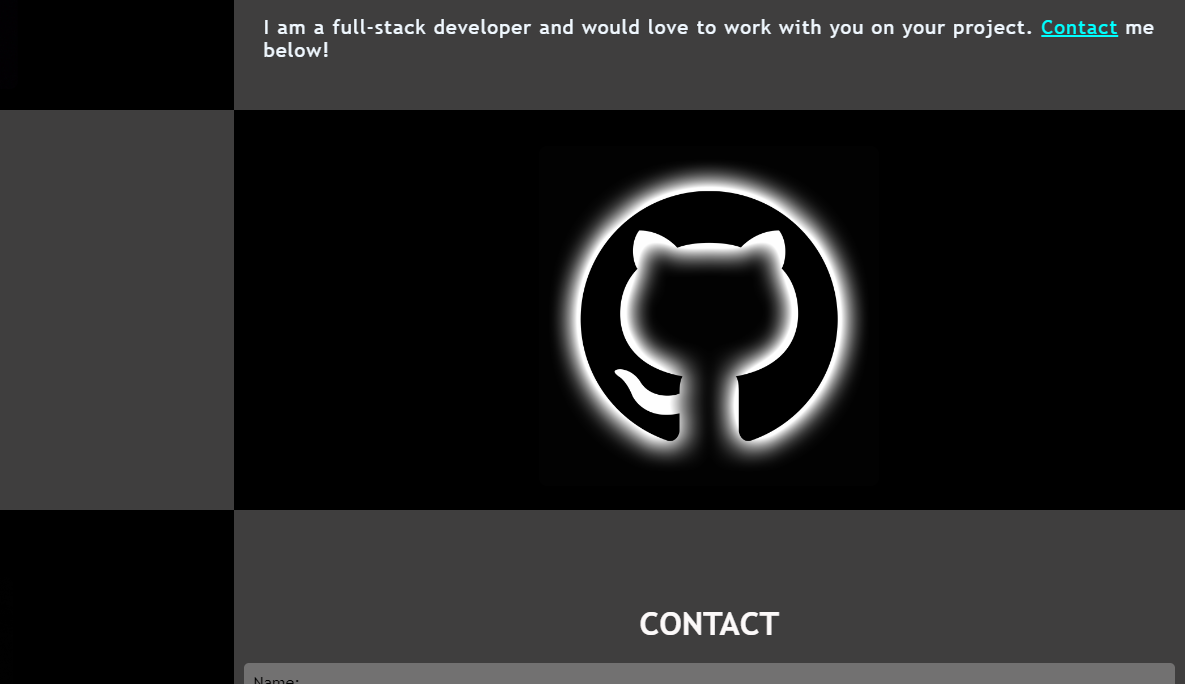 I am a full-stack developer and would love to work with you on your project. Contact me
below!
CONTACT
Name: